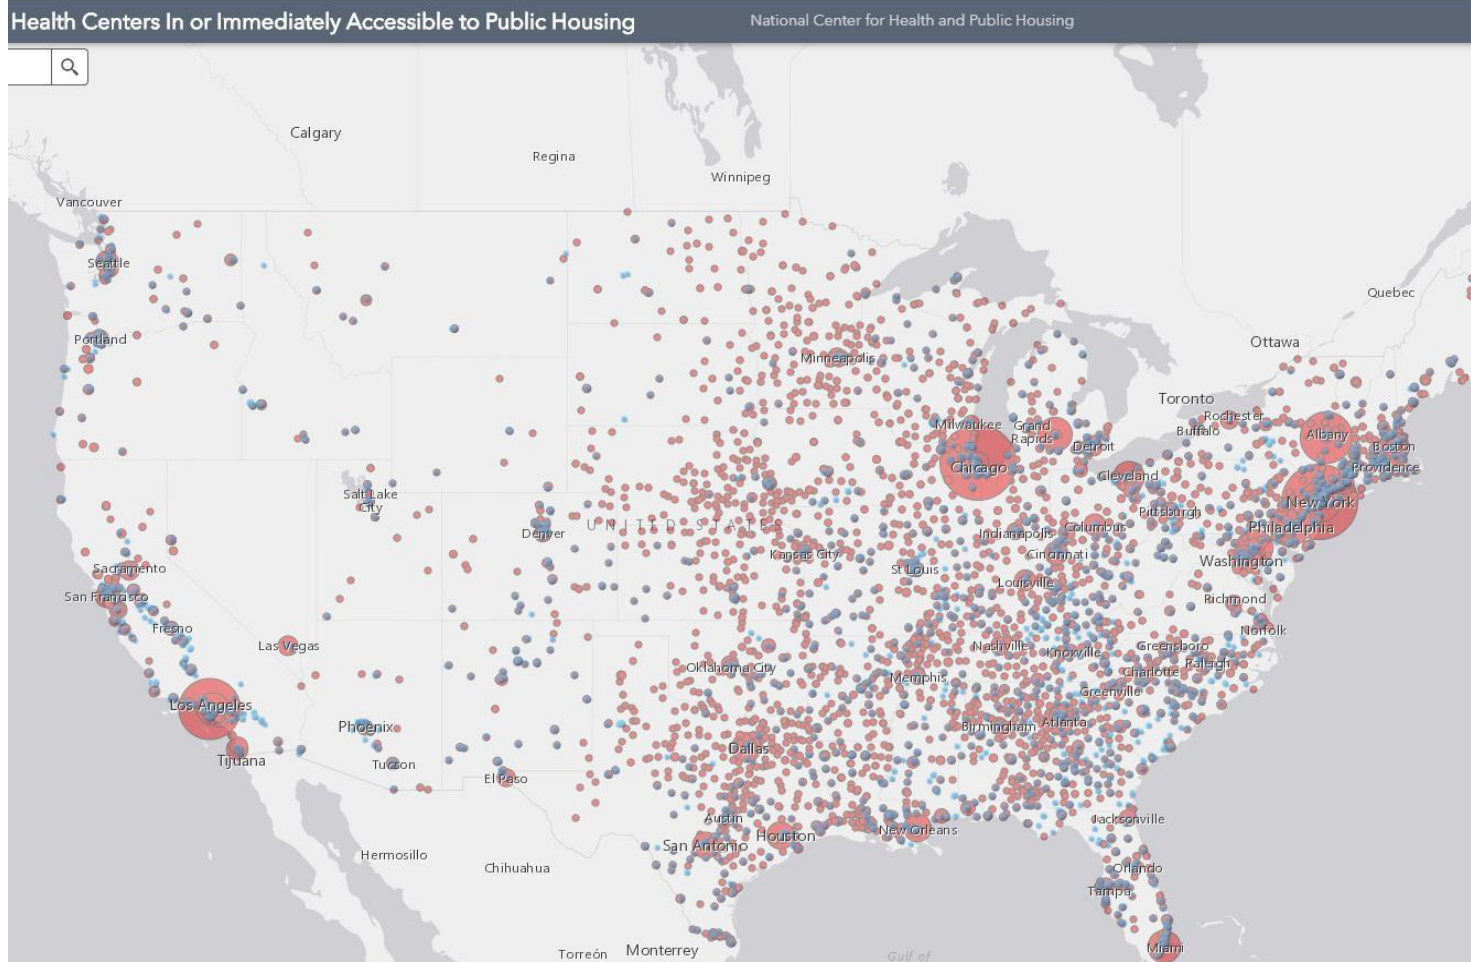 Health Centers In or Immediately Accessible to Public Housing
National Center for Health and Public Housing
Calgary
Regina
Winnipeg
Vancouver
Seattle
Quebec
Portland
Ottawa
Minneapolis
Toronto
Rochester
Milwaukee
Grand
Rapids
Buffalo
Albany
Detroit
Boston
Chicago
Providence
Cleveland
Salt Lake
City
New York
Pittsburgh
UNITED STATES
Denver
Columbus
Philadelphia
Indianapolis
Kansas City
Cincinnati
Washington
Sacramento
St Louis
Louisville
San Francisco
Richmond
Fresno
Norfolk
Las Vegas
Nashville
Greensboro
Knoxville
Raleigh
Oklahoma City
Memphis
Charlotte
Greenville
Los Angeles
Phoenix
Birmingham
Atlanta
Dallas
Tijuana
Tucson
El Paso
Austin
Jacksonville
New Orleans
Houston
San Antonio
Hermosillo
Chihuahua
Orlando
Tampa
Miami
Torreón
Monterrey
Gulf of